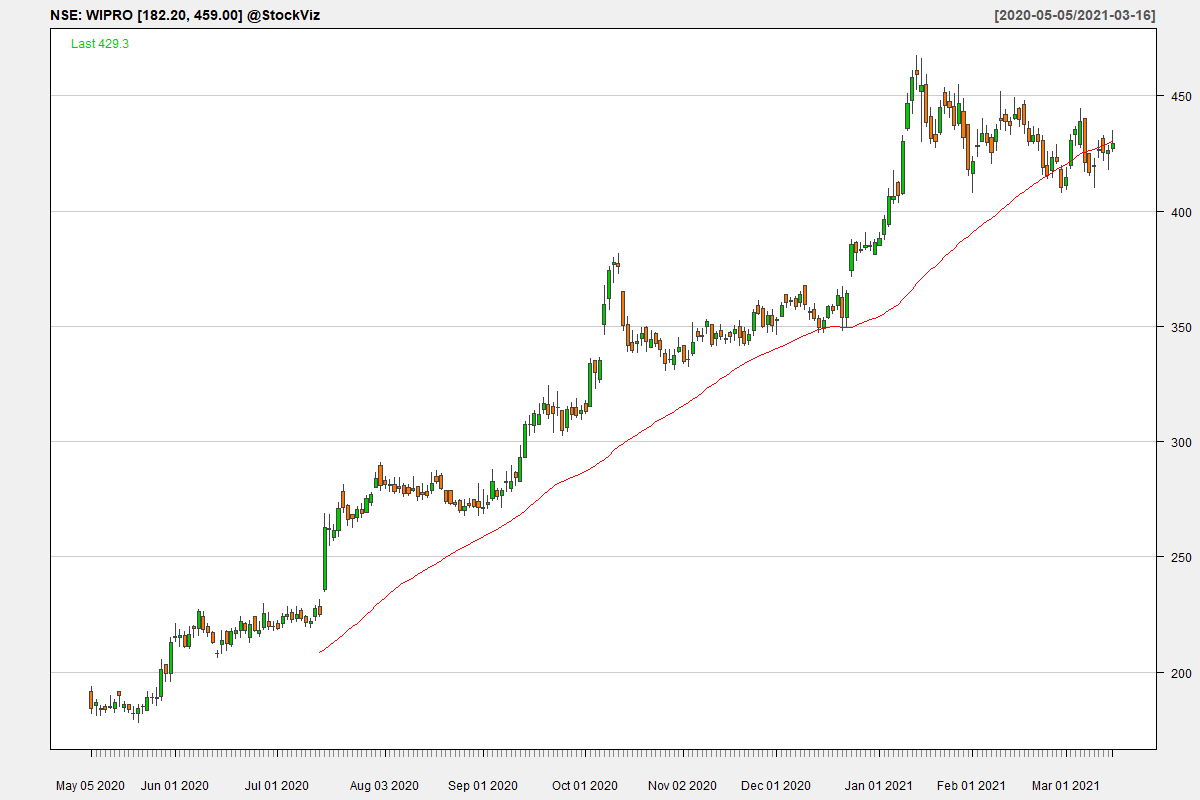 NSE: WIPRO [182.20, 459.00] @StockViz [2020-05-05/2021-03-16]
Last 429.3
450
400
350
300
250
200
May 05 2020 Jun 01 2020 Jul 01 2020 Aug 03 2020 Sep 01 2020 Oct 01 2020 Nov 02 2020 Dec 01 2020 Jan 01 2021 Feb 01 2021 Mar 01 2021